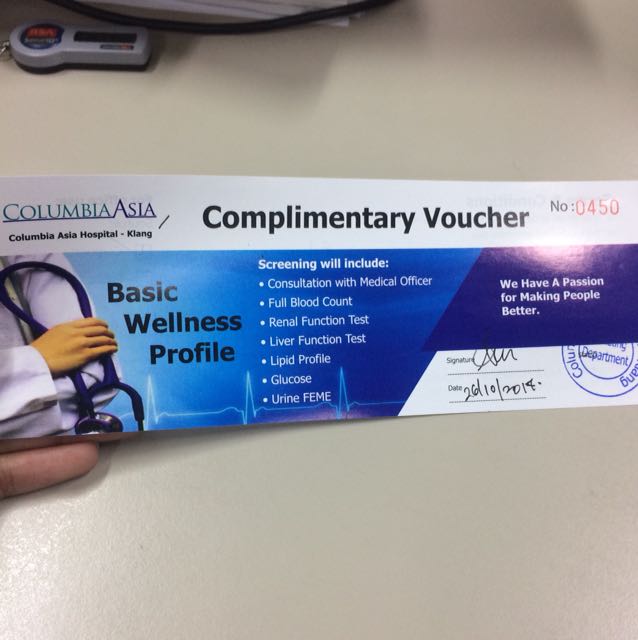 COLUMBIA ASIA
Columbia Asia Hospital - Klang
Complimentary Voucher
No: 0450
Basic
Wellness
Profile
Screening will include:
• Consultation with Medical Officer
• Full Blood Count
• Renal Function Test
• Liver Function Test
• Lipid Profile
• Glucose
• Urine FEME
We Have A Passion
for Making People
Better.
Signature
Date 20/10/2014.
Department